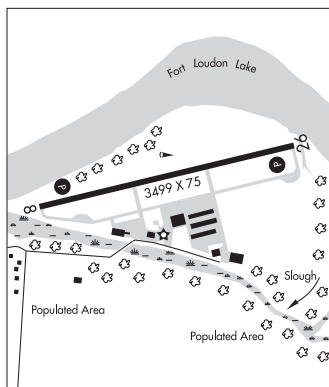 Fort Loudon Lake
26
P
P
3499 X 75
8
Slough
Populated Area
Populated Area